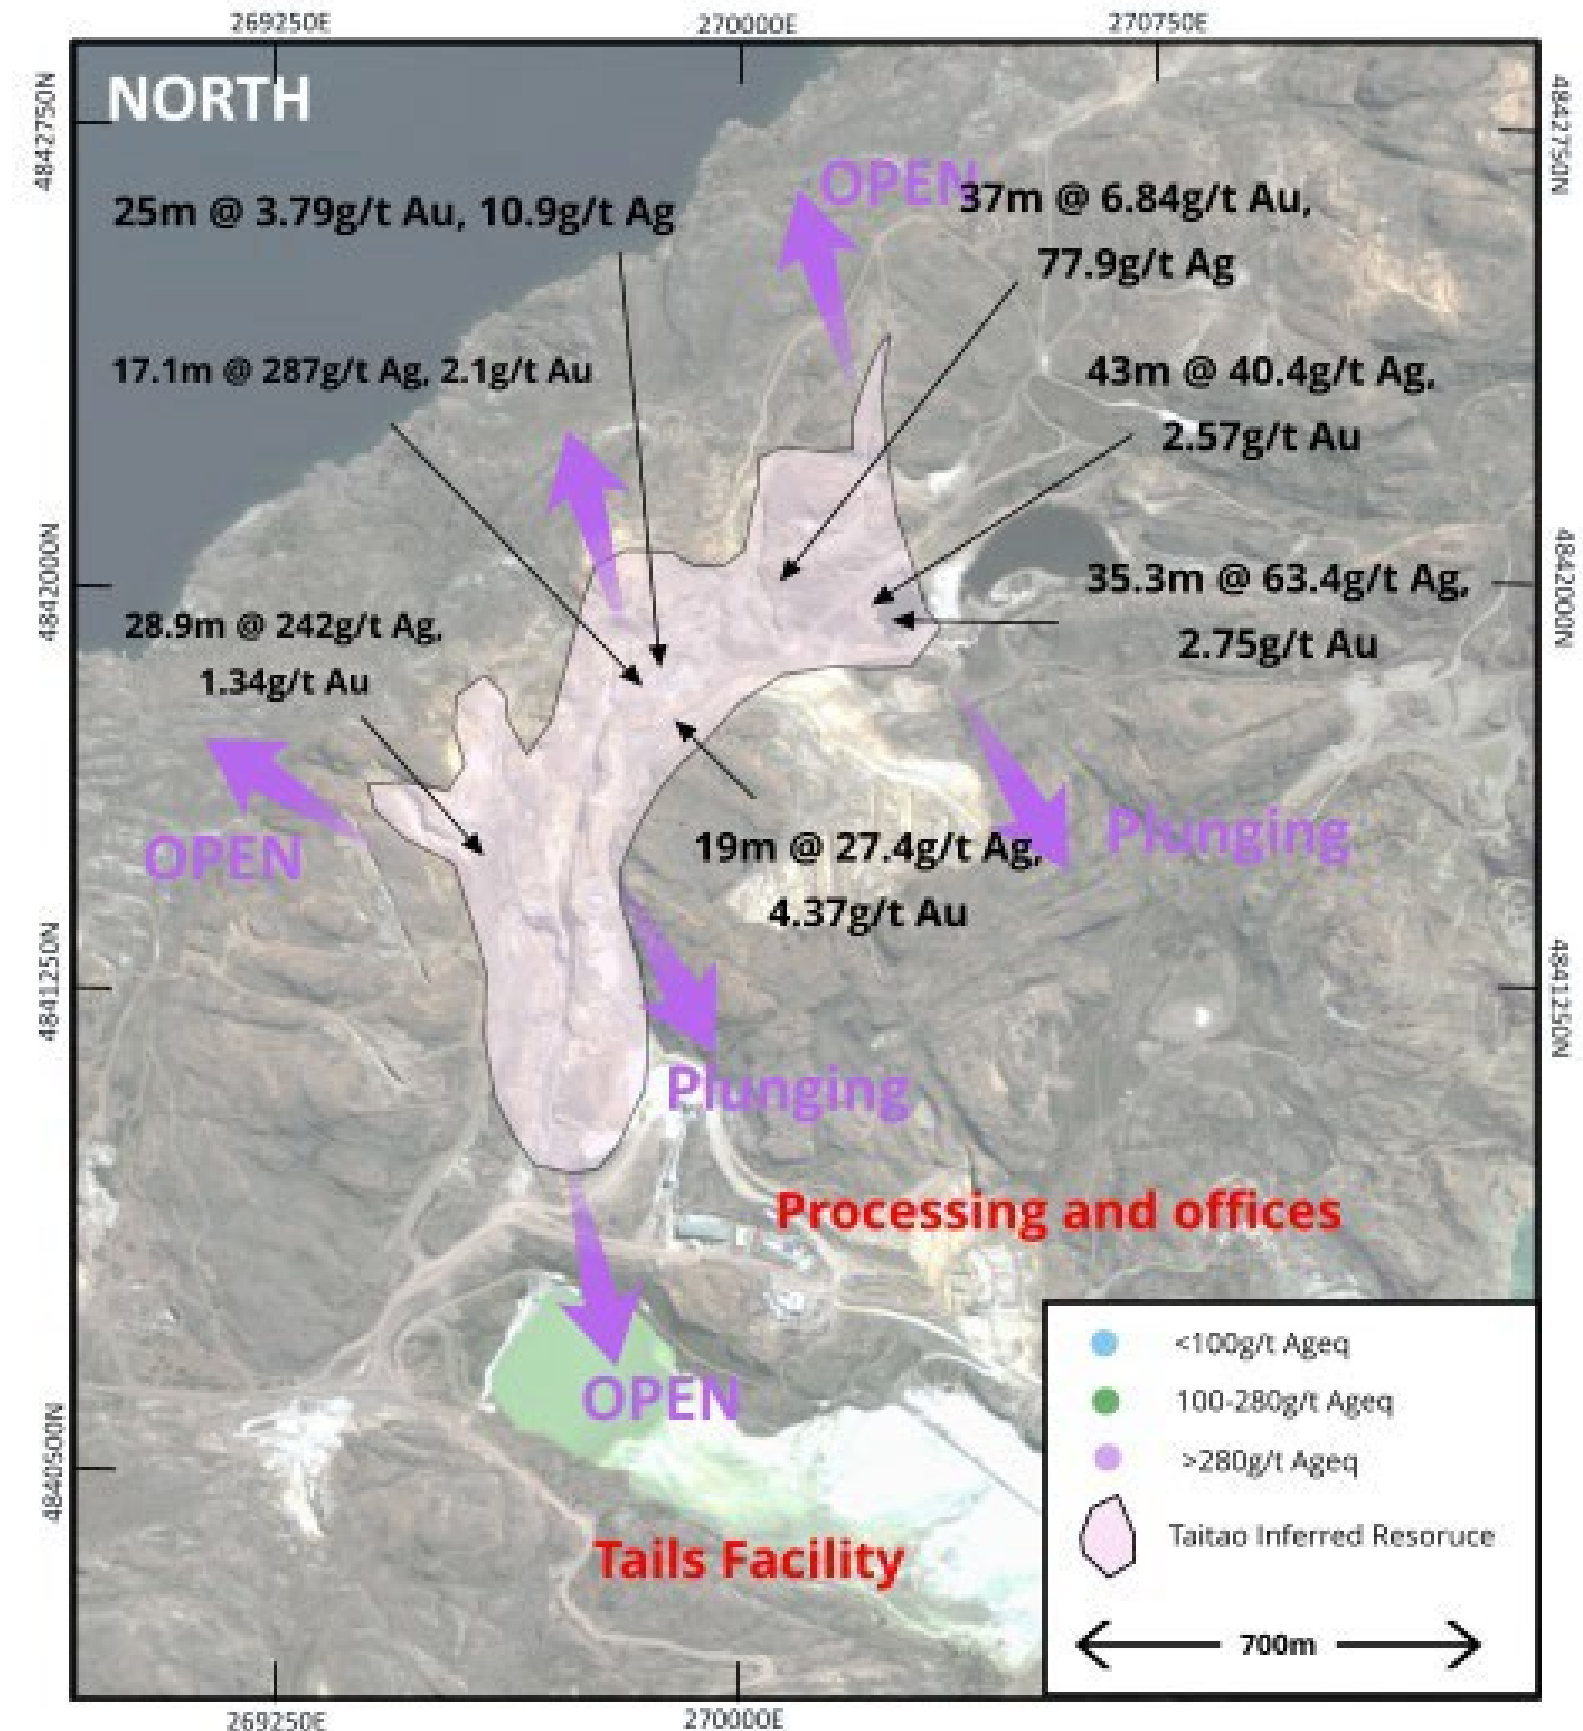 269250E
270000E
270750E
4842750N
4842750N
NORTH
OPEN
25m @ 3.79g/t Au, 10.9g/t Ag
37m @ 6.84g/t Au,
77.9g/t Ag
17.1m @ 287g/t Ag, 2.1g/t Au
43m @ 40.4g/t Ag,
2.57g/t Au
4842000N
4842000N
35.3m @ 63.4g/t Ag,
2.75g/t Au
28.9m @ 242g/t Ag,
1.34g/t Au
OPEN
Plunging
19m @ 27.4g/t Ag,
4.37g/t Au
4841250N
4841250N
Plunging
Processing and offices
OPEN
4840500N
<100g/t Ageq
100-280g/t Ageq
>280g/t Ageq
Taitao Inferred Resoruce
700m
Tails Facility
269250E
270000E